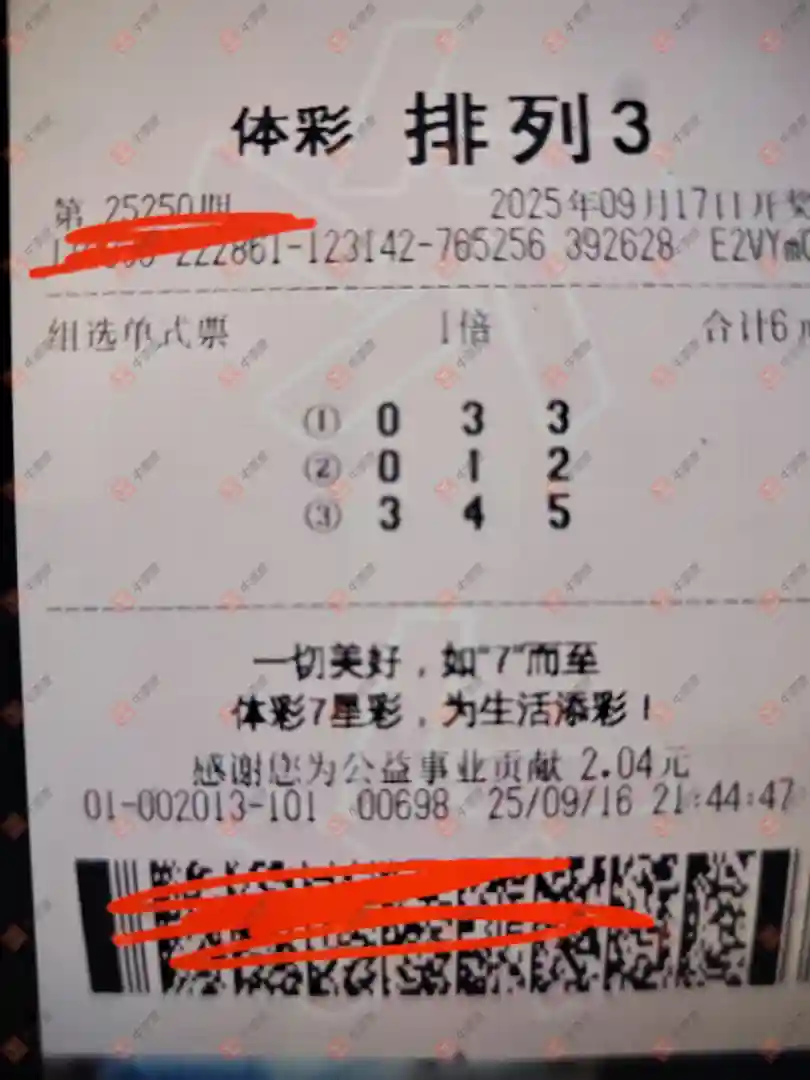 体彩 排列3
第 25250期 2025年09月17日开奖
222861-123142-765256 392628 E2VY
组选单式票 1倍 合计6元
① 0 3 3
② 0 1 2
③ 3 4 5
一切美好，如“7”而至
体彩7星彩，为生活添彩！
感谢您为公益事业贡献 2.04元
01-002013-101 00698 25/09/16 21:44:47